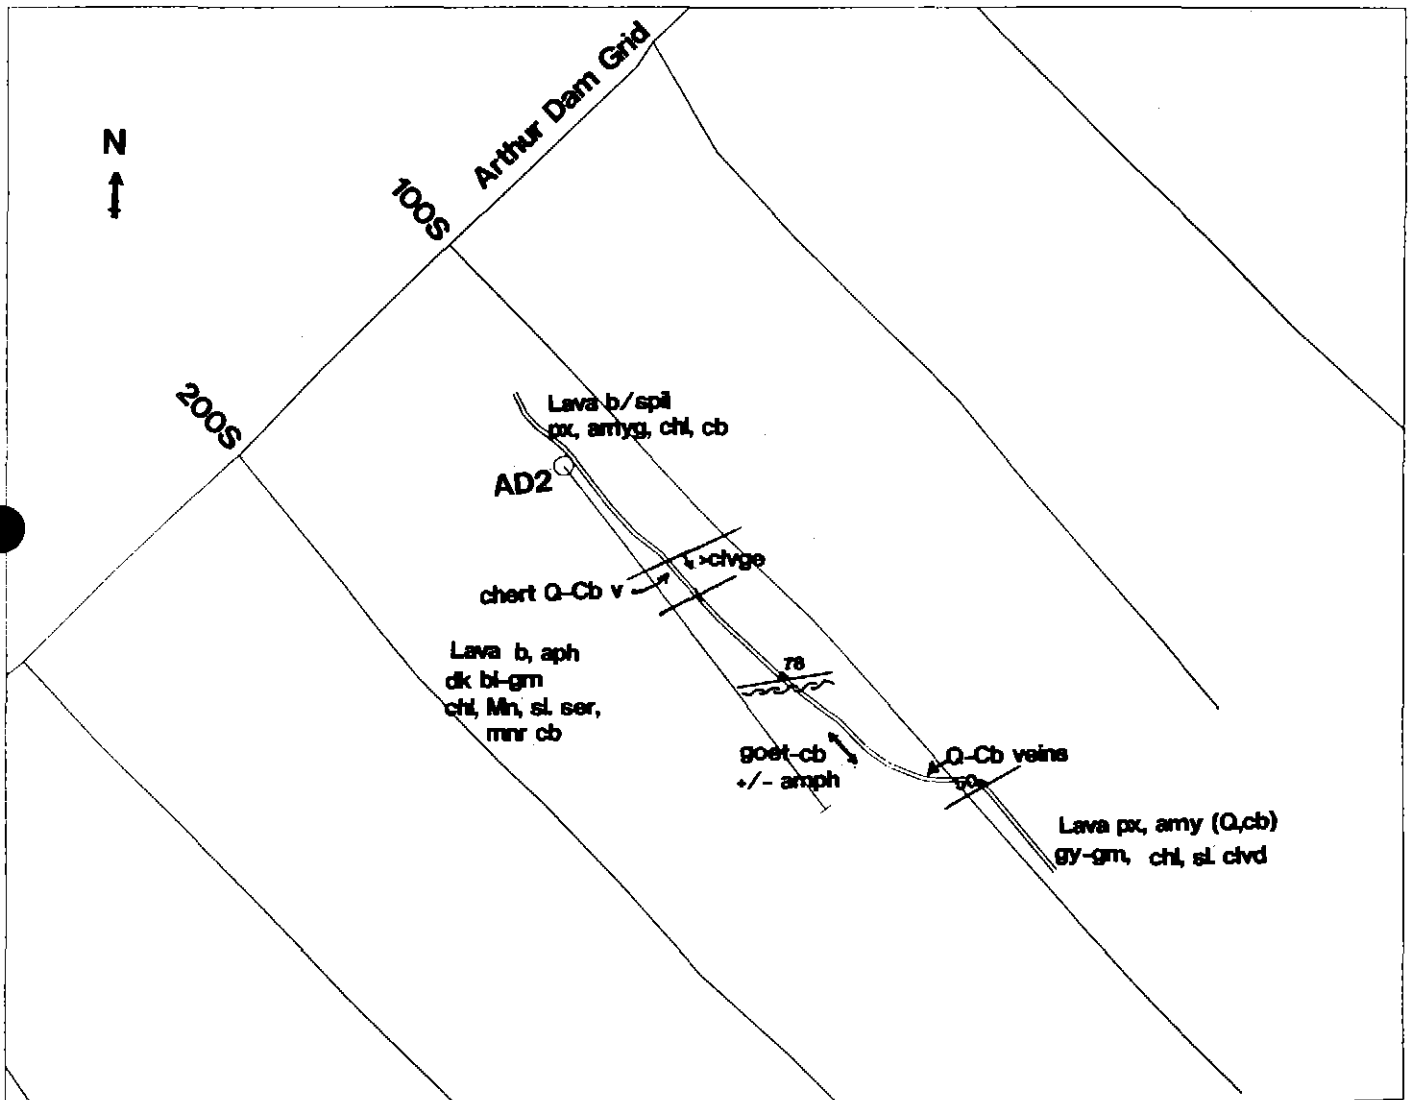 Arthur Dam Grid
N
100S
200S
Lava b/spil
px, amyg, chl, cb
AD2
>clvge
chert Q-Cb v
Lava b, aph
dk bl-grn
chl, Mn, sl. ser,
mnr cb
78
goet-cb
+/- amph
Q-Cb veins
Lava px, amy (Q,cb)
gy-grn, chl, sl. clvd